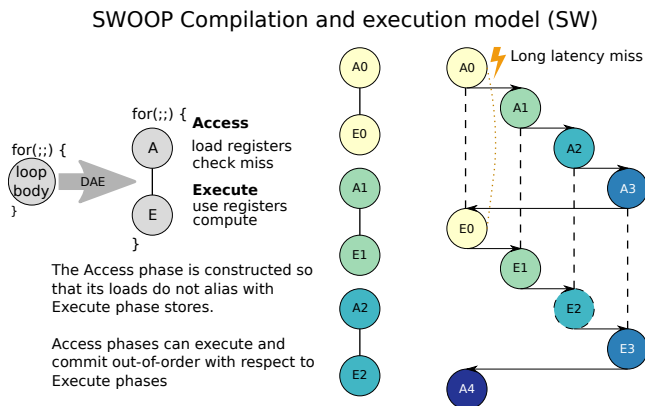 SWOOP Compilation and execution model (SW)
for(;;) {
loop
body
}
DAE
for(;;) {
A
E
}
Access
load registers
check miss
Execute
use registers
compute
The Access phase is constructed so
that its loads do not alias with
Execute phase stores.
Access phases can execute and
commit out-of-order with respect to
Execute phases
A0
E0
A1
E1
A2
E2
Long latency miss
A0
A1
A2
A3
E0
E1
E2
E3
A4